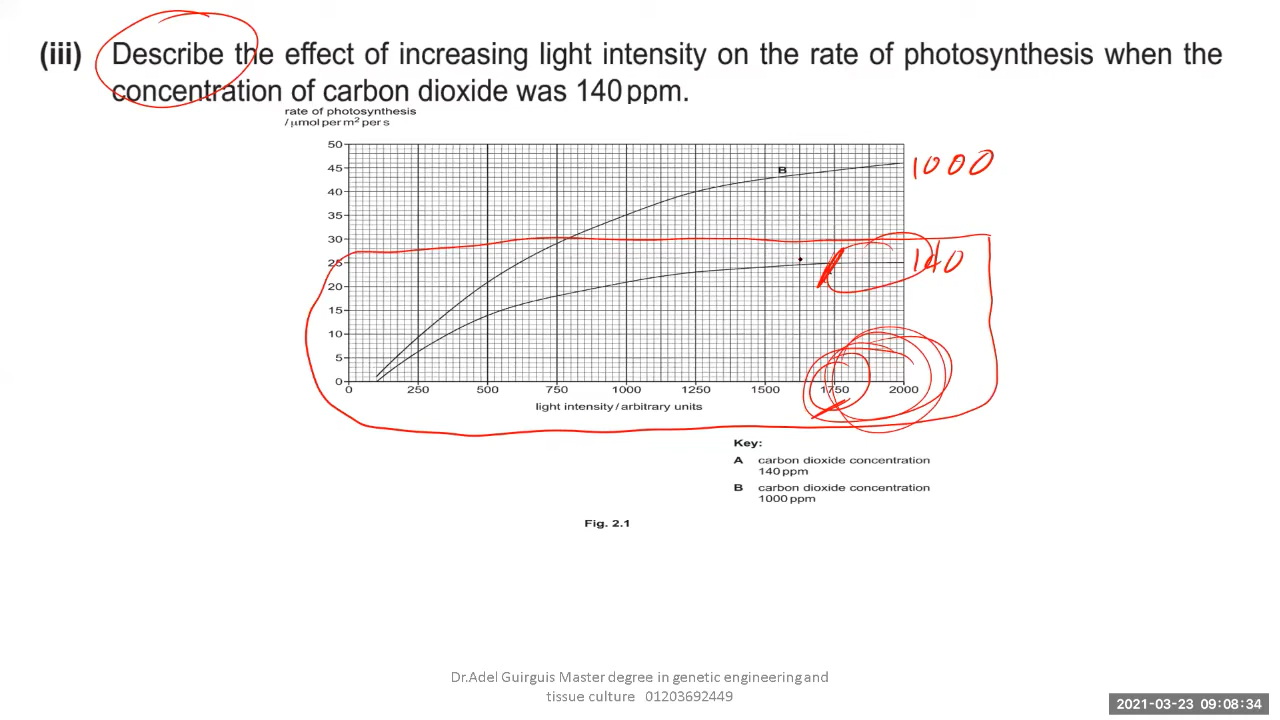 (iii) Describe the effect of increasing light intensity on the rate of photosynthesis when the
concentration of carbon dioxide was 140 ppm.
rate of photosynthesis
/ μmol per m² per s
50
45
40
35
30
25
20
15
10
5
0
B
A
1000
140
0 250 500 750 1000 1250 1500 1750 2000
light intensity / arbitrary units
Key:
A carbon dioxide concentration
140 ppm
B carbon dioxide concentration
1000 ppm
Fig. 2.1
Dr.Adel Guirguis Master degree in genetic engineering and
tissue culture 01203692449
2021-03-23 09:08:34